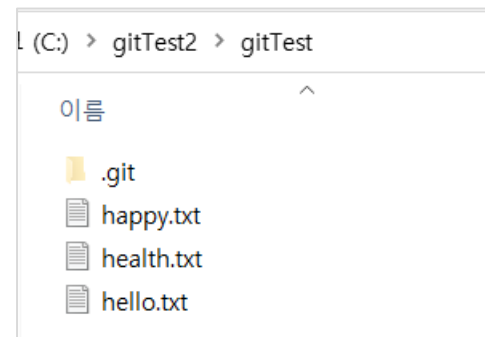 (C:) > gitTest2 > gitTest
이름
.git
happy.txt
health.txt
hello.txt